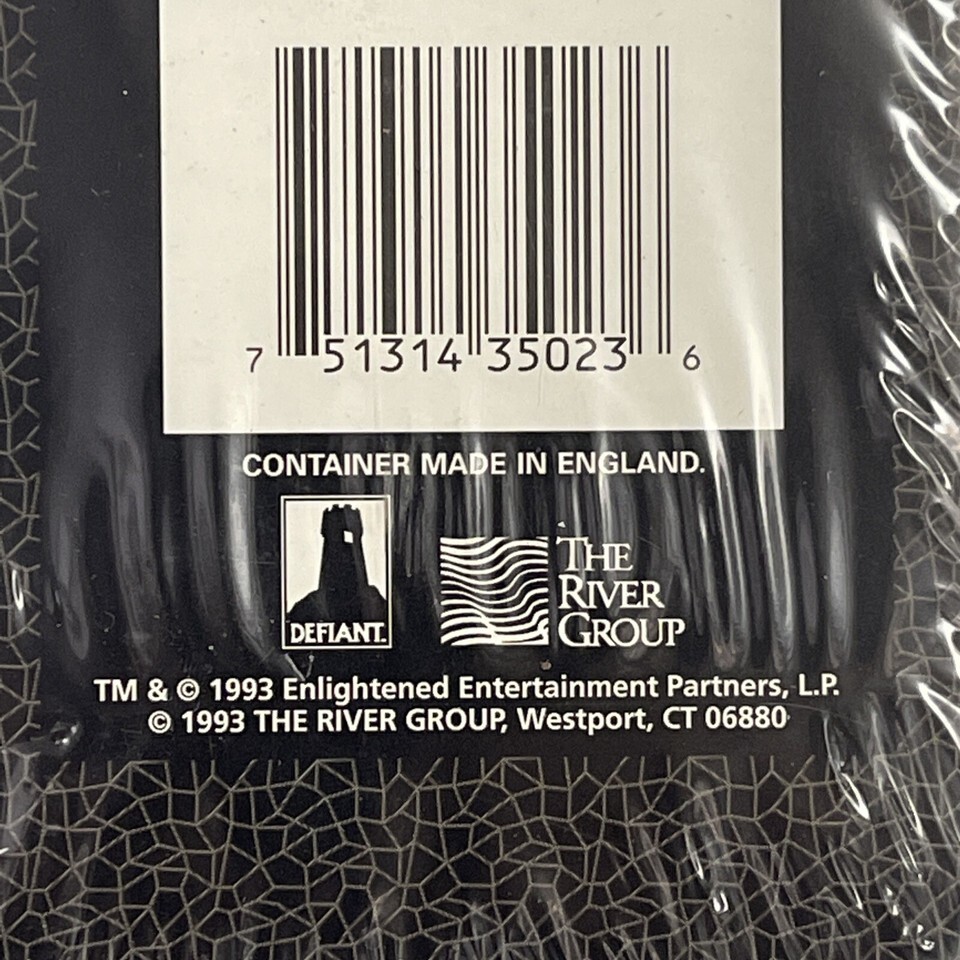 7 51314 35023 6
CONTAINER MADE IN ENGLAND.
DEFIANT™
THE
RIVER
GROUP
TM & © 1993 Enlightened Entertainment Partners, L.P.
© 1993 THE RIVER GROUP, Westport, CT 06880